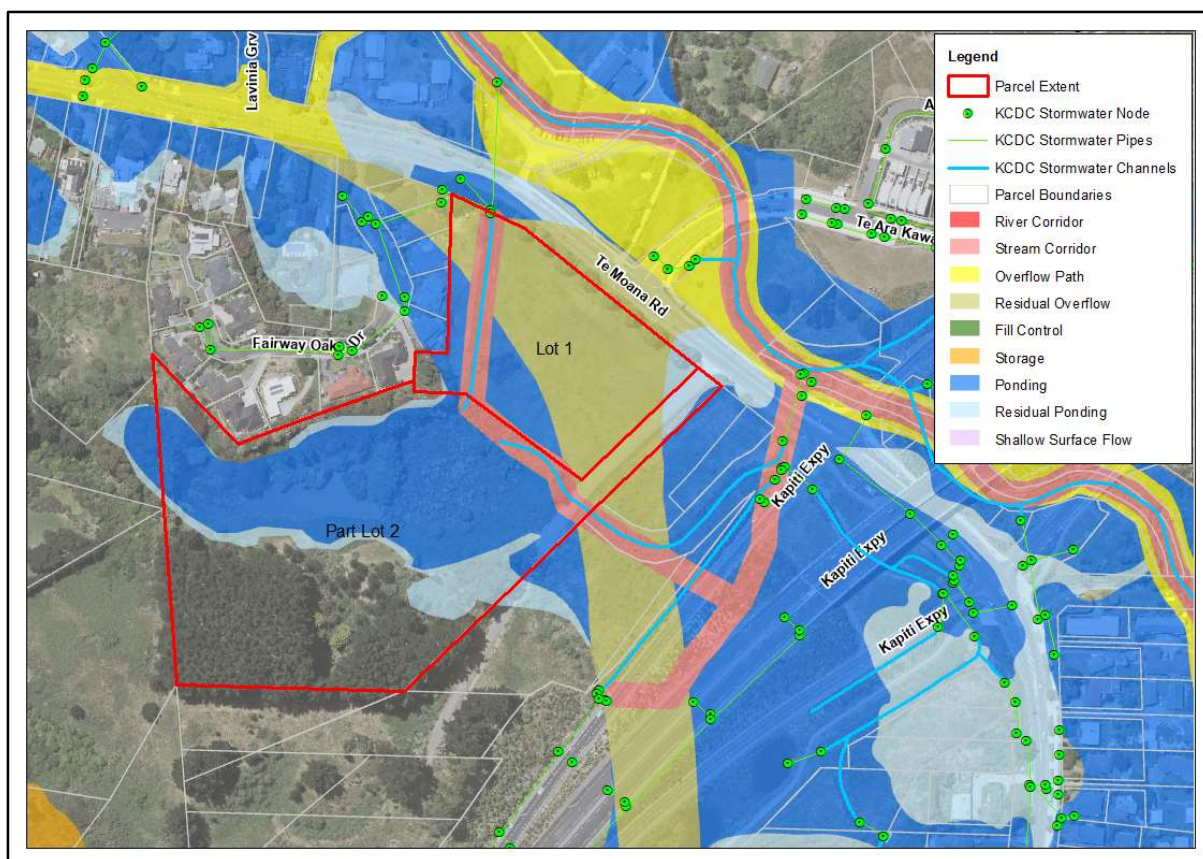 Lavinia Grv
Te Ara Kawa
Te Moana Rd
Lot 1
Fairway Oak Dr
Kapiti Expy
Kapiti Expy
Part Lot 2
Kapiti Expy
Legend
Parcel Extent
KCDC Stormwater Node
KCDC Stormwater Pipes
KCDC Stormwater Channels
Parcel Boundaries
River Corridor
Stream Corridor
Overflow Path
Residual Overflow
Fill Control
Storage
Ponding
Residual Ponding
Shallow Surface Flow